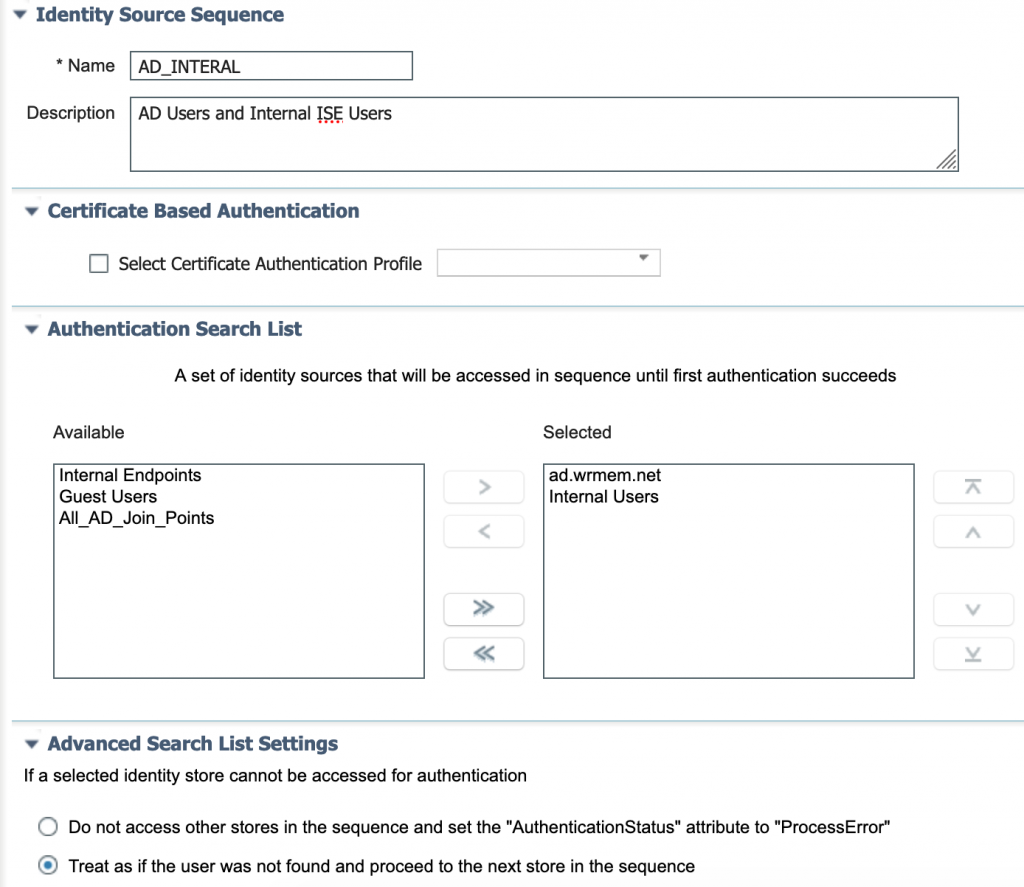 Identity Source Sequence
* Name AD_INTERAL
Description AD Users and Internal ISE Users
Certificate Based Authentication
Select Certificate Authentication Profile
Authentication Search List
A set of identity sources that will be accessed in sequence until first authentication succeeds
Available Selected
Internal Endpoints ad.wrmem.net
Guest Users Internal Users
All_AD_Join_Points
Advanced Search List Settings
If a selected identity store cannot be accessed for authentication
Do not access other stores in the sequence and set the "AuthenticationStatus" attribute to "ProcessError"
Treat as if the user was not found and proceed to the next store in the sequence